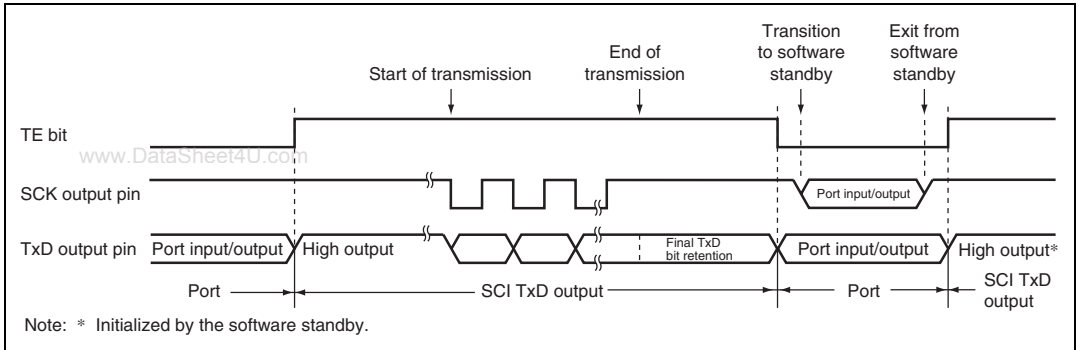 Transition
to software
standby
Exit from
software
standby
End of
transmission
Start of transmission
TE bit
www.DataSheet4U.com
SCK output pin
Port input/output
TxD output pin
Port input/output
High output
Final TxD
bit retention
Port input/output
High output*
Port
SCI TxD output
Port
SCI TxD
output
Note: * Initialized by the software standby.